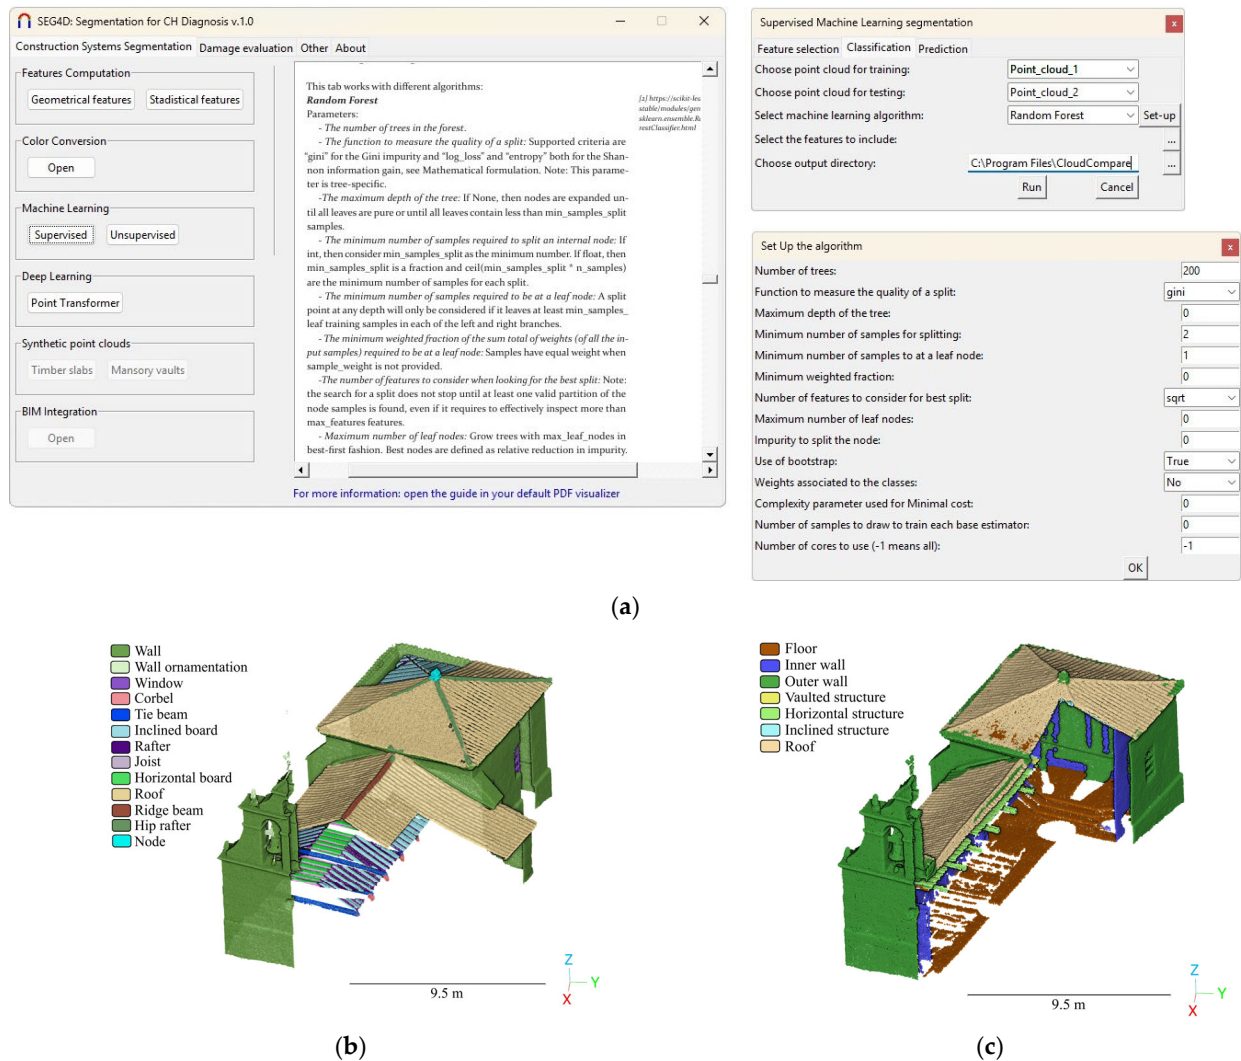 SEG4D: Segmentation for CH Diagnosis v.1.0
Construction Systems Segmentation Damage evaluation Other About
Features Computation
Geometrical features Stadistical features
Color Conversion
Open
Machine Learning
Supervised Unsupervised
Deep Learning
Point Transformer
Synthetic point clouds
Timber slabs Mansory vaults
BIM Integration
Open
This tab works with different algorithms:
Random Forest
Parameters:
- The number of trees in the forest.
- The function to measure the quality of a split: Supported criteria are
"gini" for the Gini impurity and "log_loss" and "entropy" both for the Shan-
non information gain, see Mathematical formulation. Note: This parame-
ter is tree-specific.
-The maximum depth of the tree: If None, then nodes are expanded un-
til all leaves are pure or until all leaves contain less than min_samples_split
samples.
- The minimum number of samples required to split an internal node: If
int, then consider min_samples_split as the minimum number. If float, then
min_samples_split is a fraction and ceil(min_samples_split * n_samples)
are the minimum number of samples for each split.
- The minimum number of samples required to be at a leaf node: A split
point at any depth will only be considered if it leaves at least min_samples_
leaf training samples in each of the left and right branches.
- The minimum weighted fraction of the sum total of weights (of all the in-
put samples) required to be at a leaf node: Samples have equal weight when
sample_weight is not provided.
-The number of features to consider when looking for the best split: Note:
the search for a split does not stop until at least one valid partition of the
node samples is found, even if it requires to effectively inspect more than
max_features features.
- Maximum number of leaf nodes: Grow trees with max_leaf_nodes in
best-first fashion. Best nodes are defined as relative reduction in impurity.
[2] https://scikit-lea
stable/modules/gen
sklearn.ensemble.Ra
restClassifier.html
For more information: open the guide in your default PDF visualizer
Supervised Machine Learning segmentation x
Feature selection Classification Prediction
Choose point cloud for training: Point_cloud_1
Choose point cloud for testing: Point_cloud_2
Select machine learning algorithm: Random Forest Set-up
Select the features to include: ...
Choose output directory: C:\Program Files\CloudCompare ...
Run Cancel
Set Up the algorithm x
Number of trees: 200
Function to measure the quality of a split: gini
Maximum depth of the tree: 0
Minimum number of samples for splitting: 2
Minimum number of samples to at a leaf node: 1
Minimum weighted fraction: 0
Number of features to consider for best split: sqrt
Maximum number of leaf nodes: 0
Impurity to split the node: 0
Use of bootstrap: True
Weights associated to the classes: No
Complexity parameter used for Minimal cost: 0
Number of samples to draw to train each base estimator: 0
Number of cores to use (-1 means all): -1
OK
(a)
Wall
Wall ornamentation
Window
Corbel
Tie beam
Inclined board
Rafter
Joist
Horizontal board
Roof
Ridge beam
Hip rafter
Node
9.5 m
Z
Y
X
(b)
Floor
Inner wall
Outer wall
Vaulted structure
Horizontal structure
Inclined structure
Roof
9.5 m
Z
Y
X
(c)